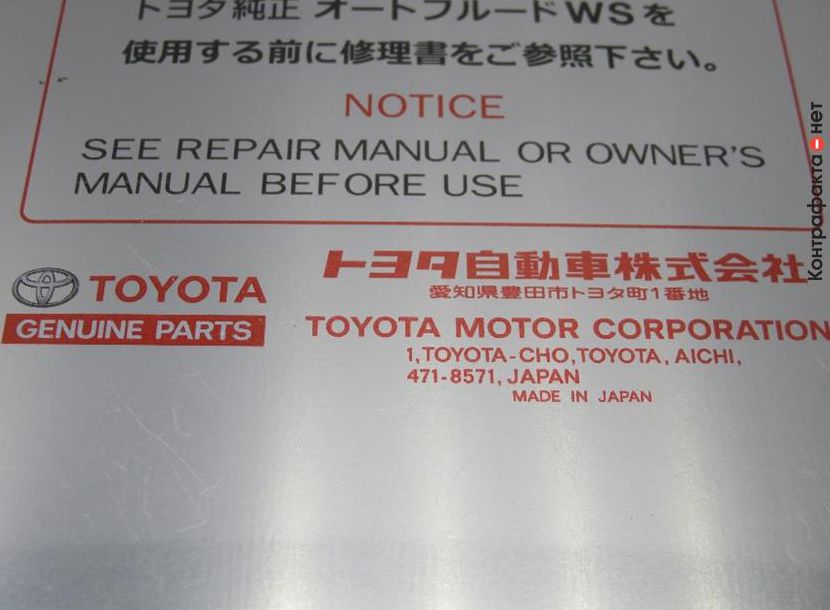 トヨタ純正 オートフルードWSを
使用する前に修理書をご参照下さい。
NOTICE
SEE REPAIR MANUAL OR OWNER'S
MANUAL BEFORE USE
TOYOTA
GENUINE PARTS
トヨタ自動車株式会社
愛知県豊田市トヨタ町1番地
TOYOTA MOTOR CORPORATION
1,TOYOTA-CHO,TOYOTA, AICHI,
471-8571, JAPAN
MADE IN JAPAN
Контрафакта нет